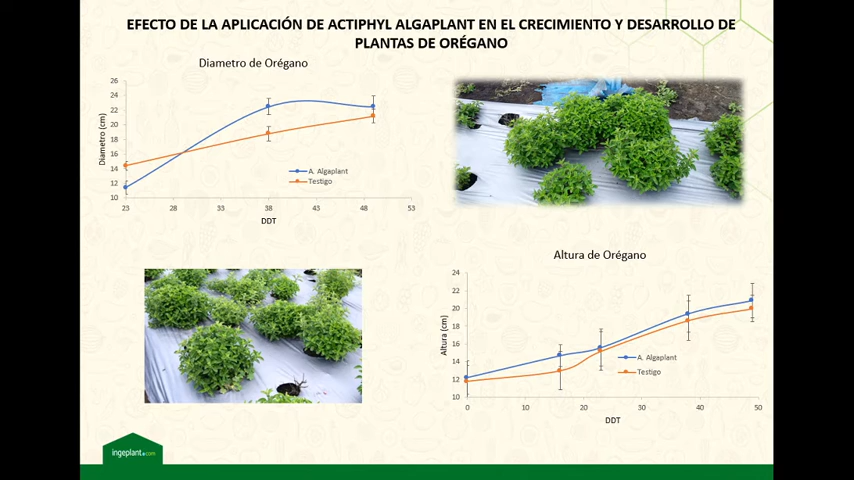 EFECTO DE LA APLICACIÓN DE ACTIPHYL ALGAPLANT EN EL CRECIMIENTO Y DESARROLLO DE
PLANTAS DE ORÉGANO
Diametro de Orégano
26
24
22
20
18
16
14
12
10
Diametro (cm)
A. Algaplant
Testigo
23 28 33 38 43 48 53
DDT
Altura de Orégano
24
22
20
18
16
14
12
10
Altura (cm)
A. Algaplant
Testigo
0 10 20 30 40 50
DDT
ingeplant.com